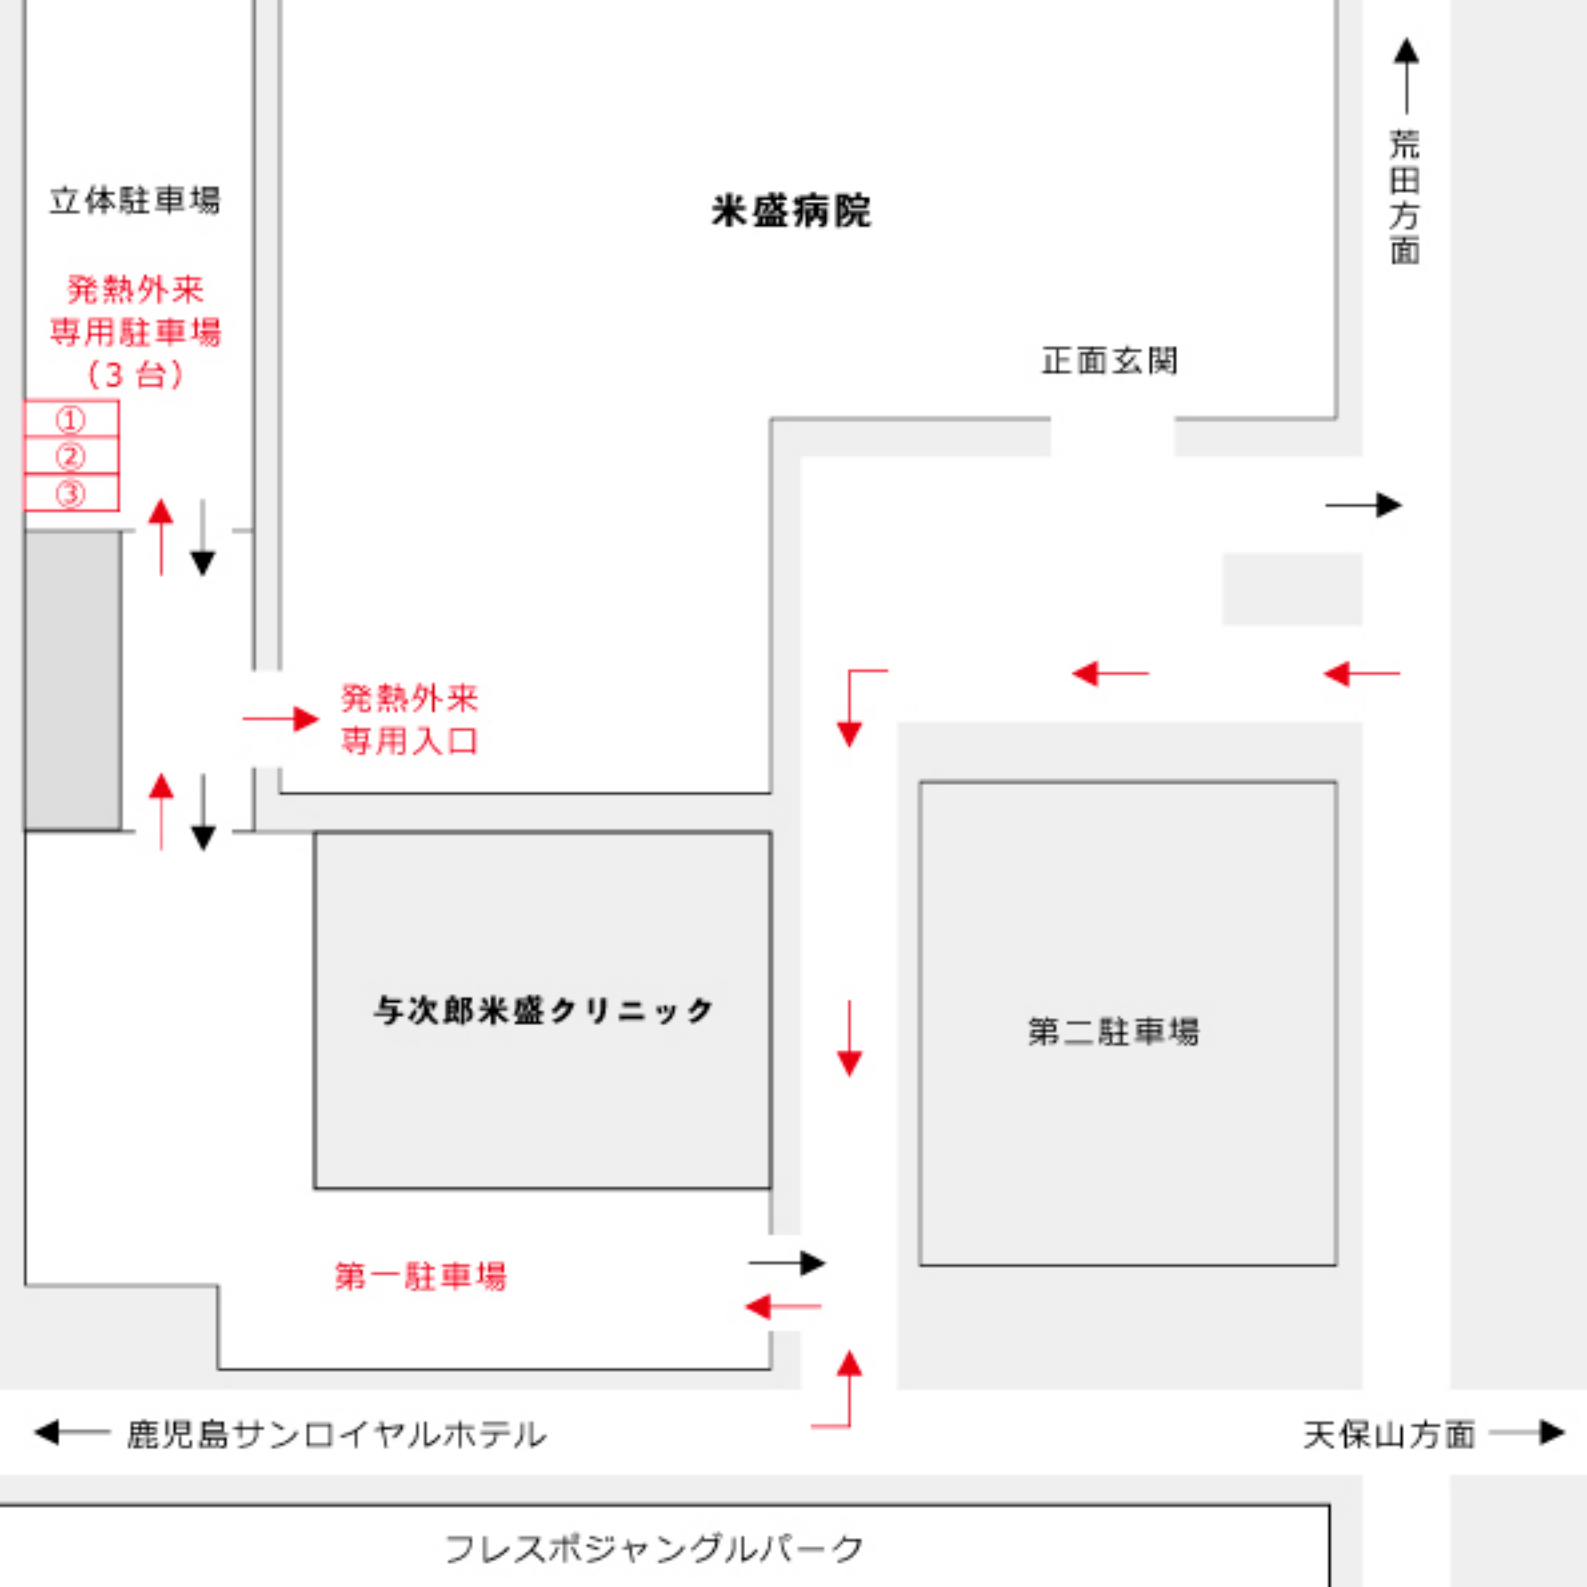 荒田方面
立体駐車場
米盛病院
発熱外来
専用駐車場
（3 台）
正面玄関
①
②
③
発熱外来
専用入口
与次郎米盛クリニック
第二駐車場
第一駐車場
鹿児島サンロイヤルホテル
天保山方面
フレスポジャングルパーク